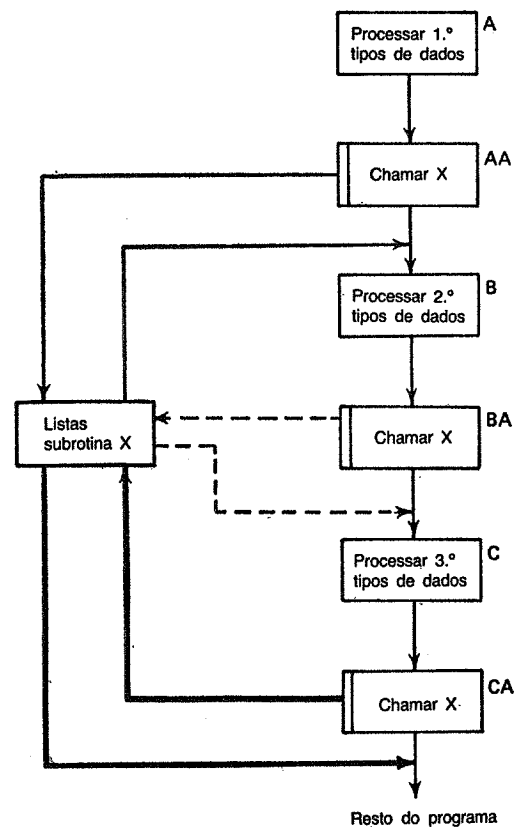 A
Processar 1.º
tipos de dados
AA
Chamar X
B
Processar 2.º
tipos de dados
Listas
subrotina X
BA
Chamar X
C
Processar 3.º
tipos de dados
CA
Chamar X
Resto do programa